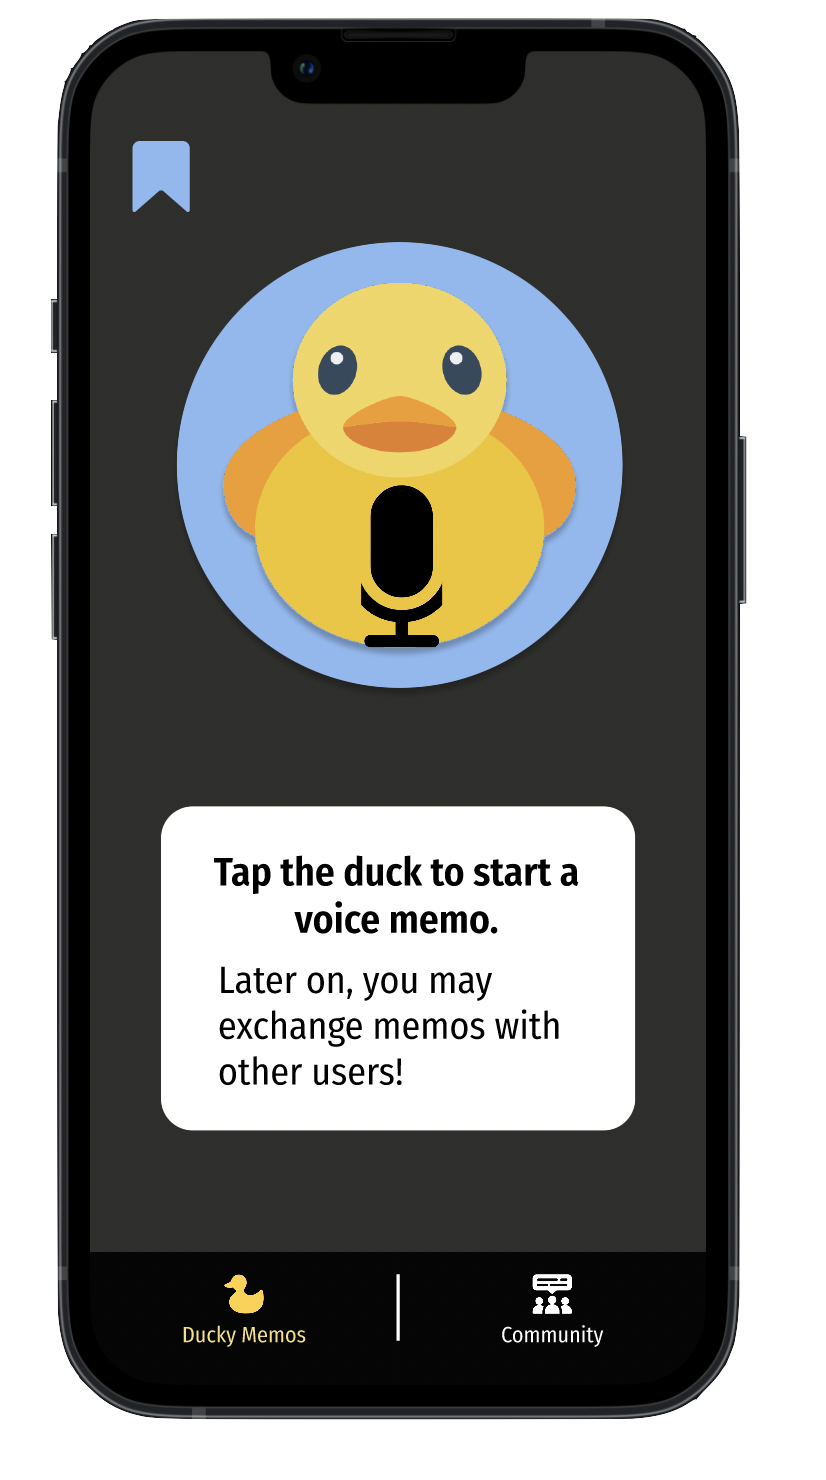 Tap the duck to start a
voice memo.
Later on, you may
exchange memos with
other users!
Ducky Memos
Community